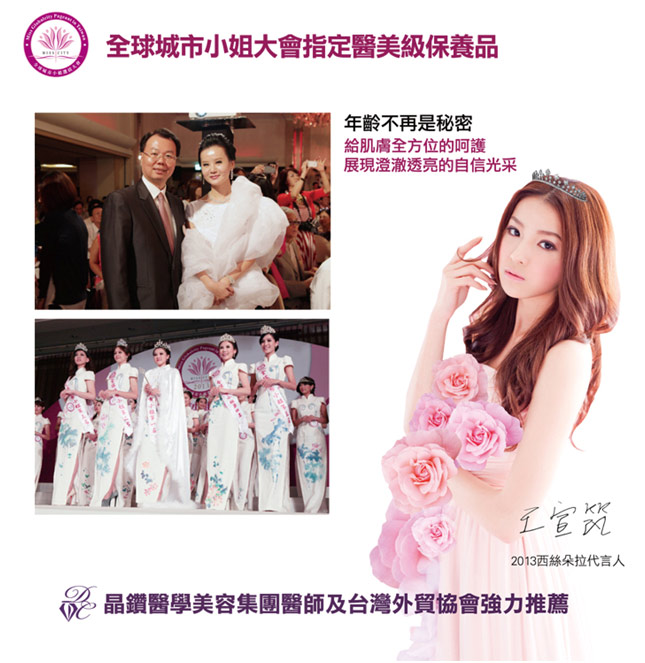 全球城市小姐大會指定醫美級保養品
年齡不再是秘密
給肌膚全方位的呵護
展現澄澈透亮的自信光采
2013
王宣筑
2013西絲朵拉代言人
晶鑽醫學美容集團醫師及台灣外貿協會強力推薦